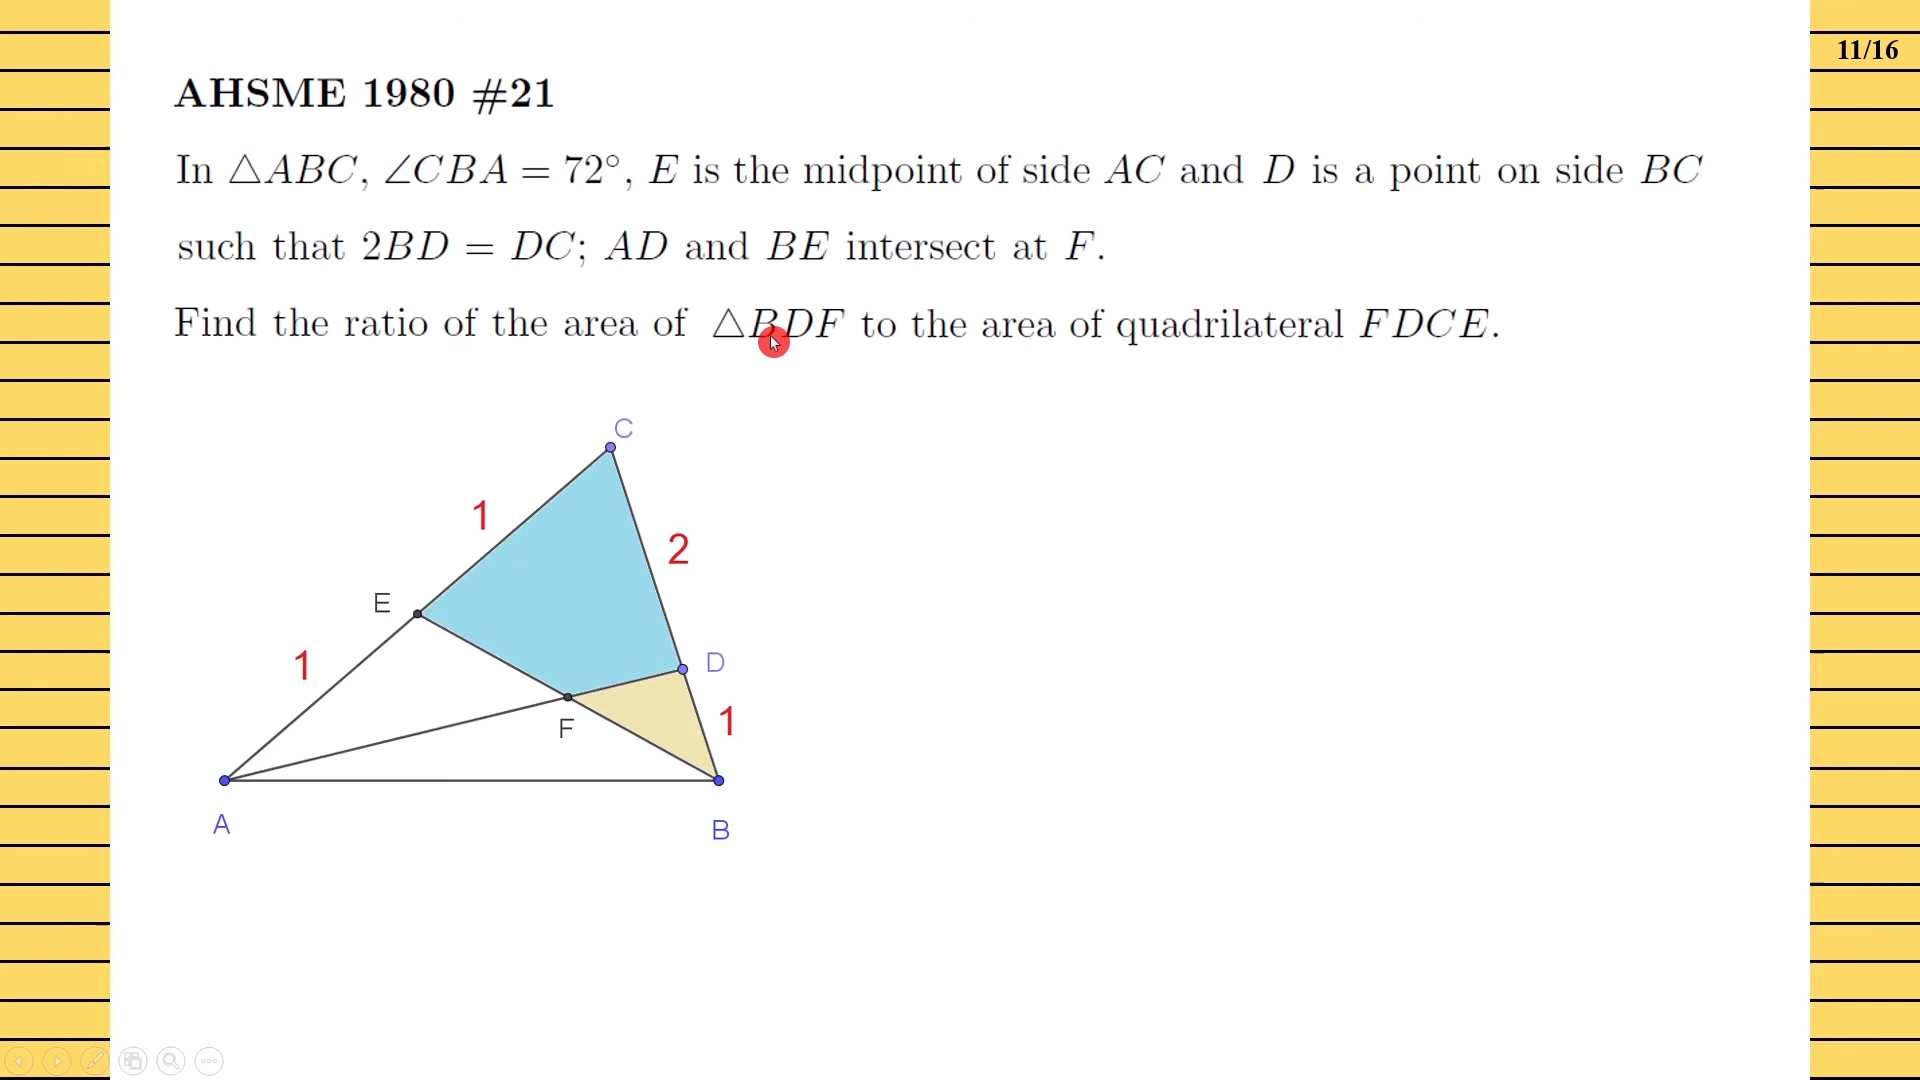 11/16
AHSME 1980 #21
In △ABC, ∠CBA = 72°, E is the midpoint of side AC and D is a point on side BC
such that 2BD = DC; AD and BE intersect at F.
Find the ratio of the area of △BDF to the area of quadrilateral FDCE.
C
1
2
E
1
D
1
F
A
B